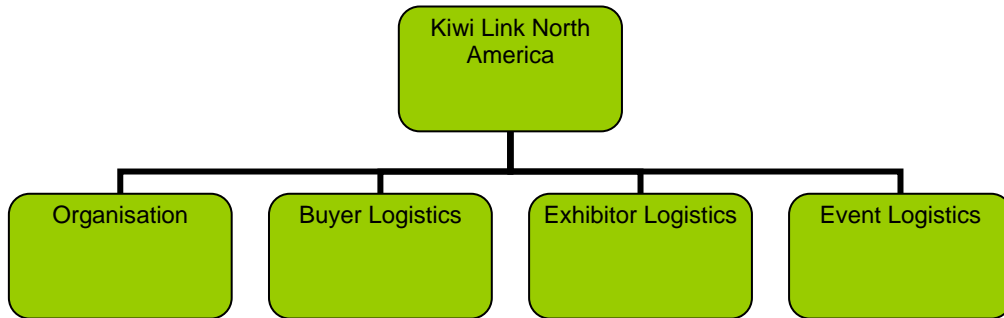 Kiwi Link North
America
Organisation
Buyer Logistics
Exhibitor Logistics
Event Logistics